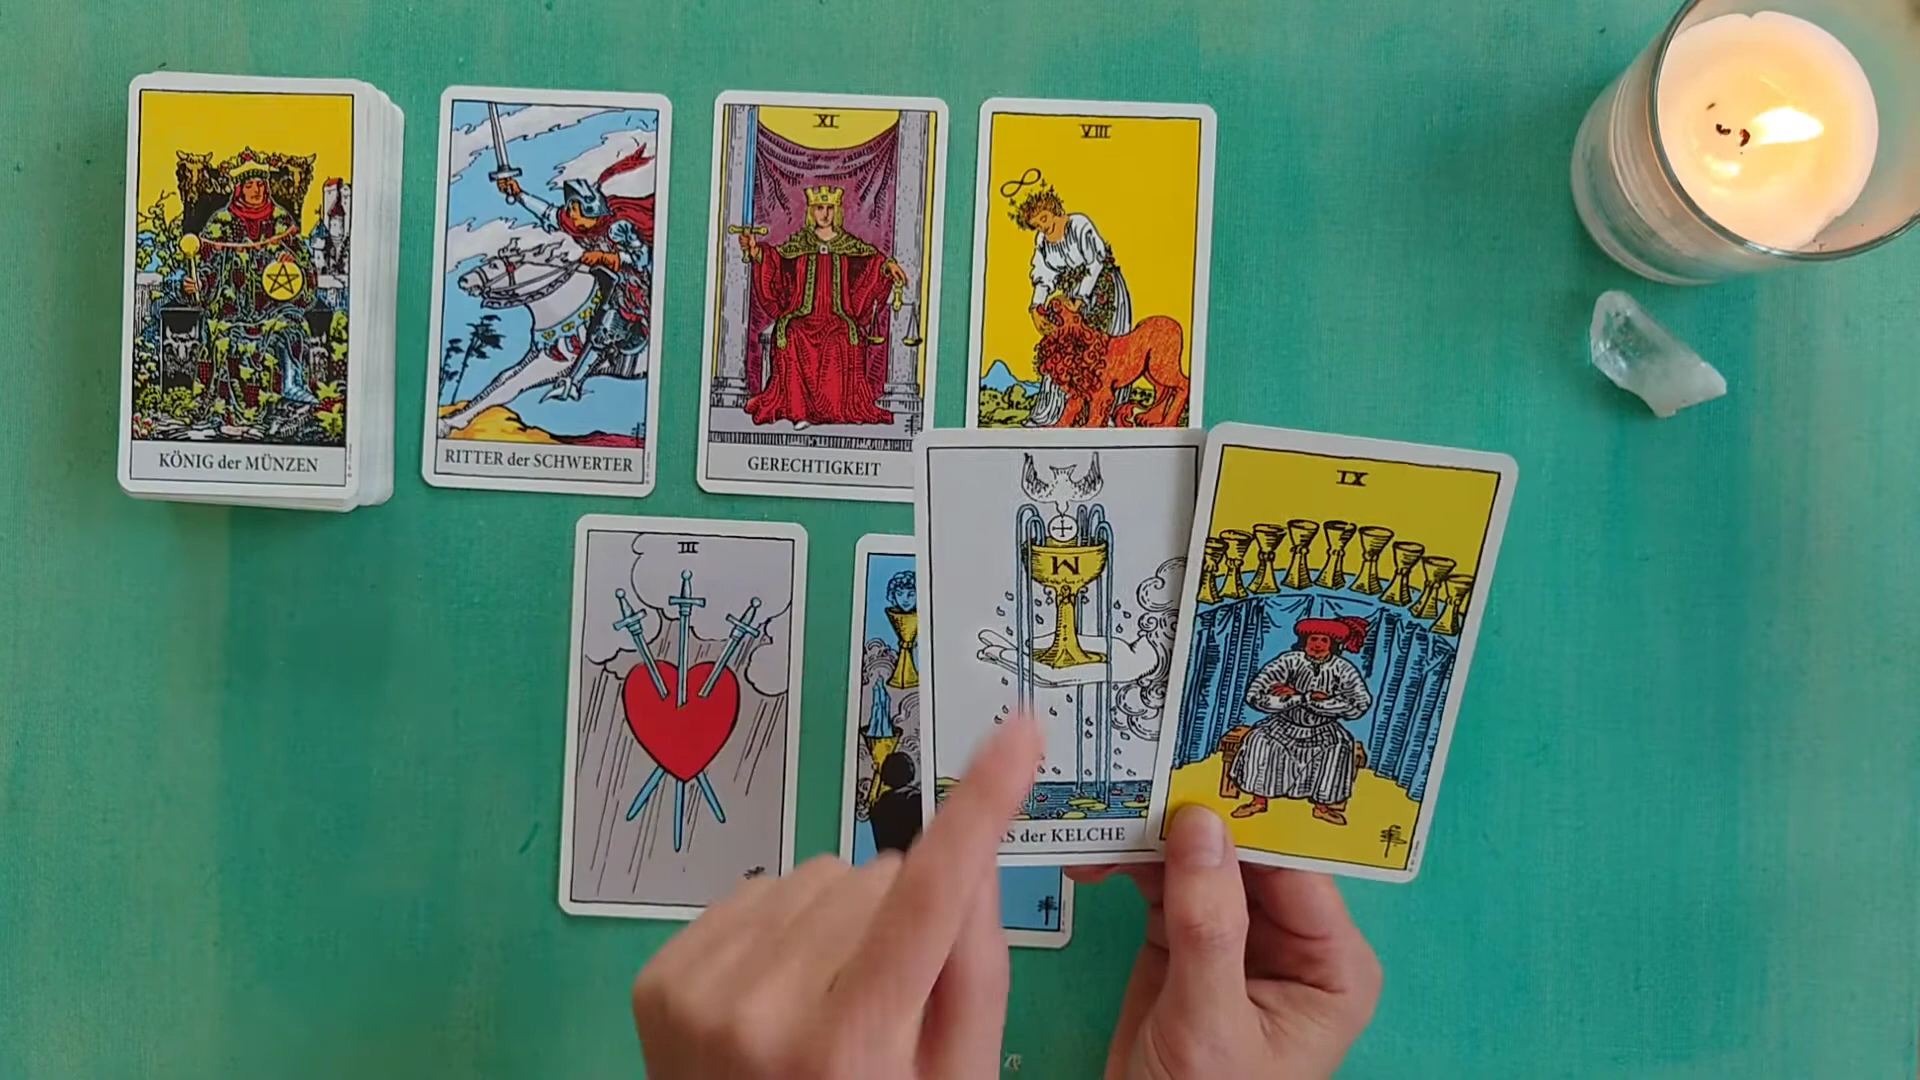 XI
VIII
KÖNIG der MÜNZEN
RITTER der SCHWERTER
GERECHTIGKEIT
IX
III
W
der KELCHE